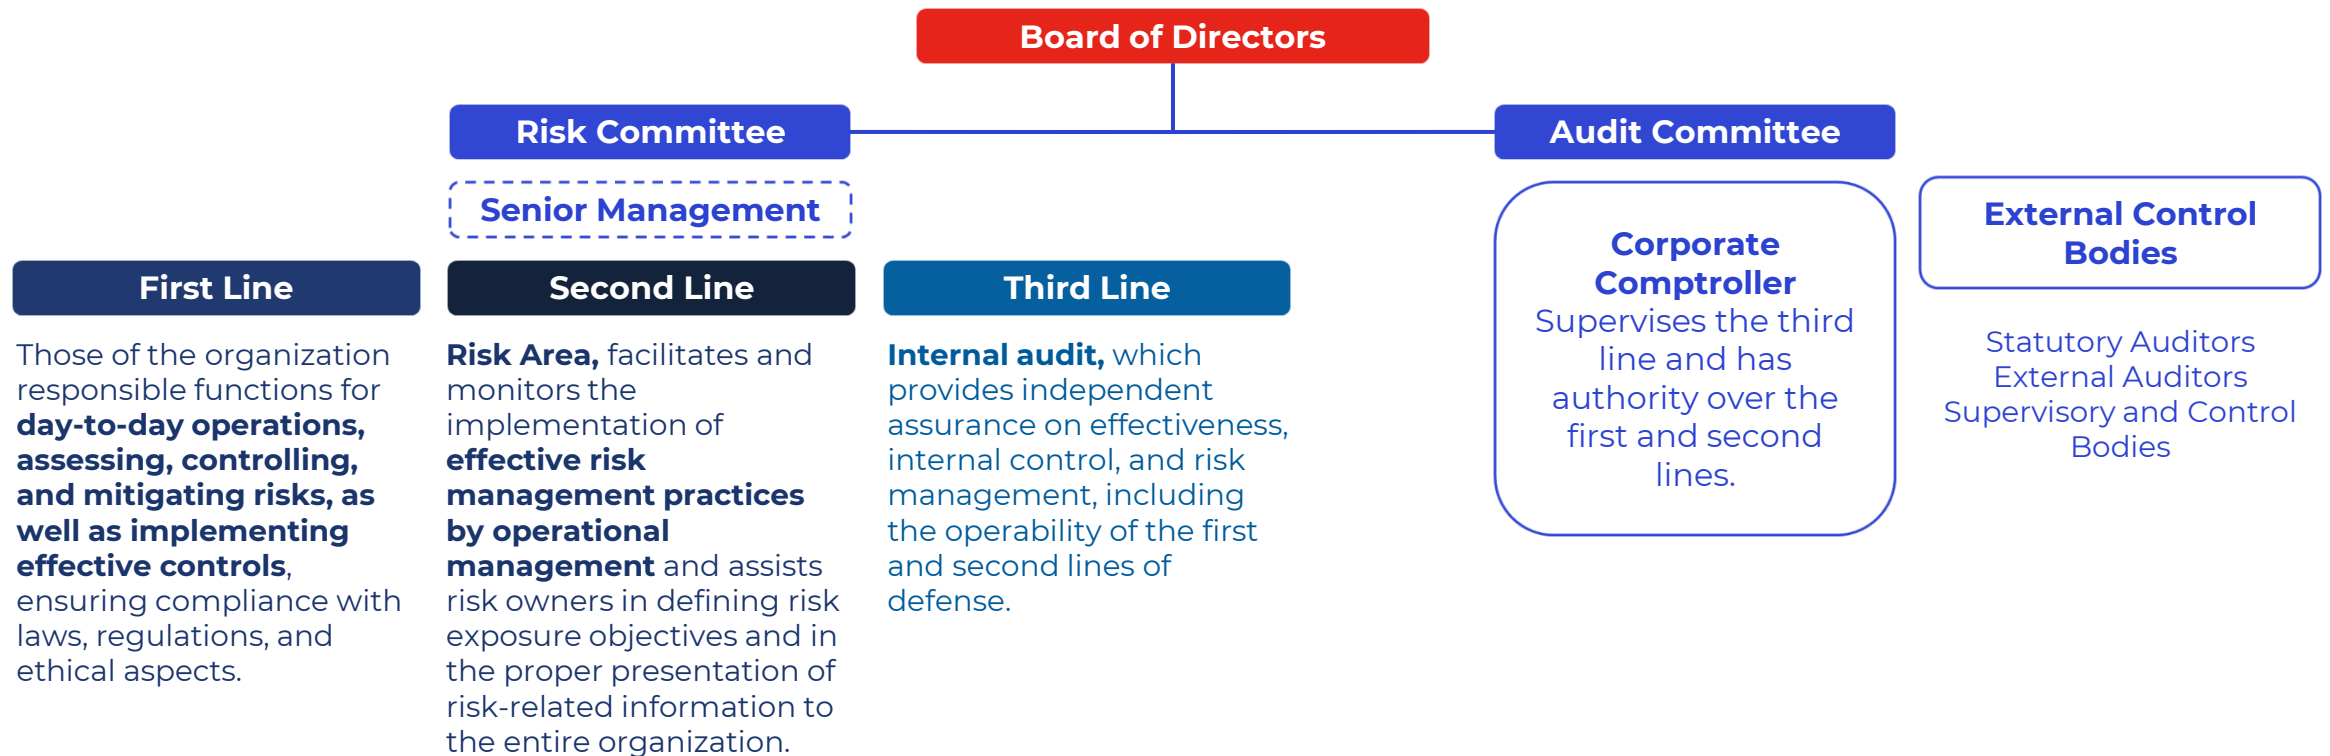 Board of Directors
Risk Committee
Audit Committee
Senior Management
First Line
Those of the organization
responsible functions for
day-to-day operations,
assessing, controlling,
and mitigating risks, as
well as implementing
effective controls,
ensuring compliance with
laws, regulations, and
ethical aspects.
Second Line
Risk Area, facilitates and
monitors the
implementation of
effective risk
management practices
by operational
management and assists
risk owners in defining risk
exposure objectives and in
the proper presentation of
risk-related information to
the entire organization.
Third Line
Internal audit, which
provides independent
assurance on effectiveness,
internal control, and risk
management, including
the operability of the first
and second lines of
defense.
Corporate
Comptroller
Supervises the third
line and has
authority over the
first and second
lines.
External Control
Bodies
Statutory Auditors
External Auditors
Supervisory and Control
Bodies